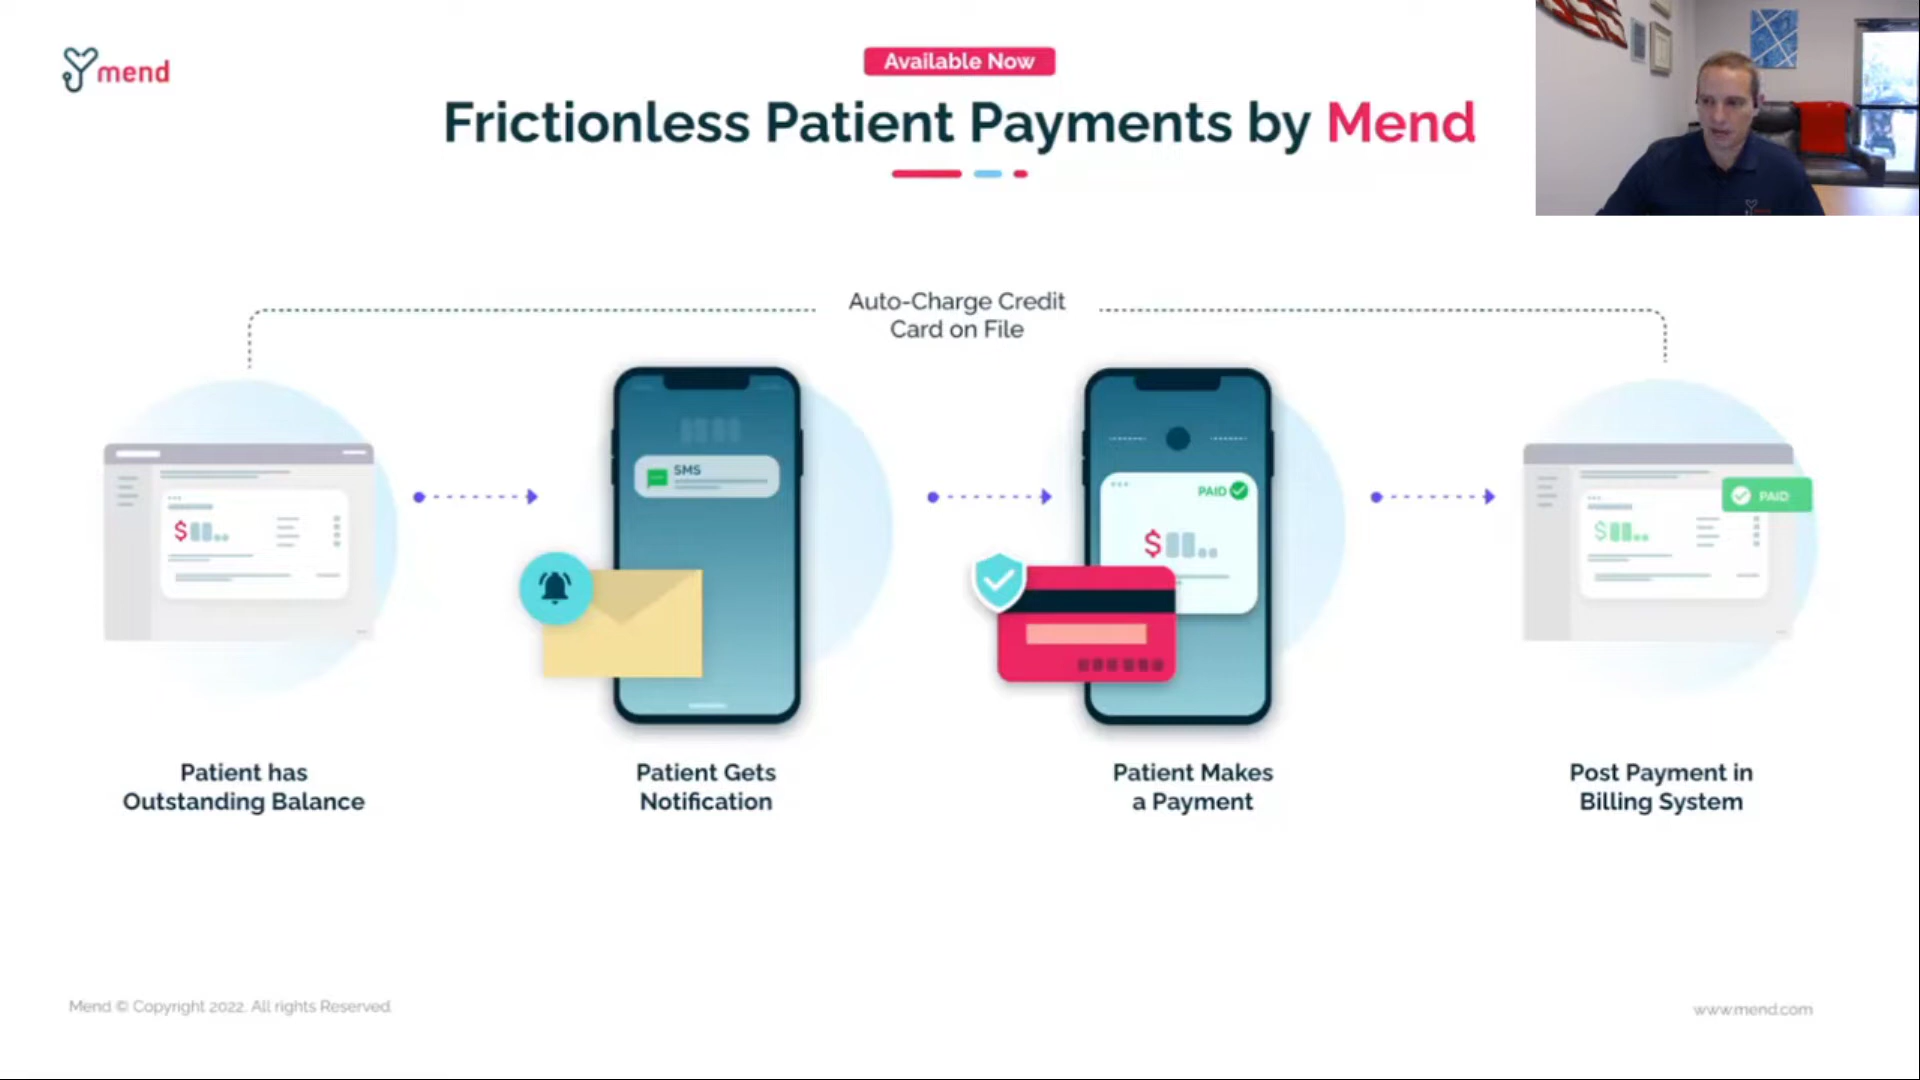 mend
Available Now
Frictionless Patient Payments by Mend
Auto-Charge Credit
Card on File
SMS
PAID
PAID
Patient has
Outstanding Balance
Patient Gets
Notification
Patient Makes
a Payment
Post Payment in
Billing System
Mend © Copyright 2022. All rights Reserved.
www.mend.com